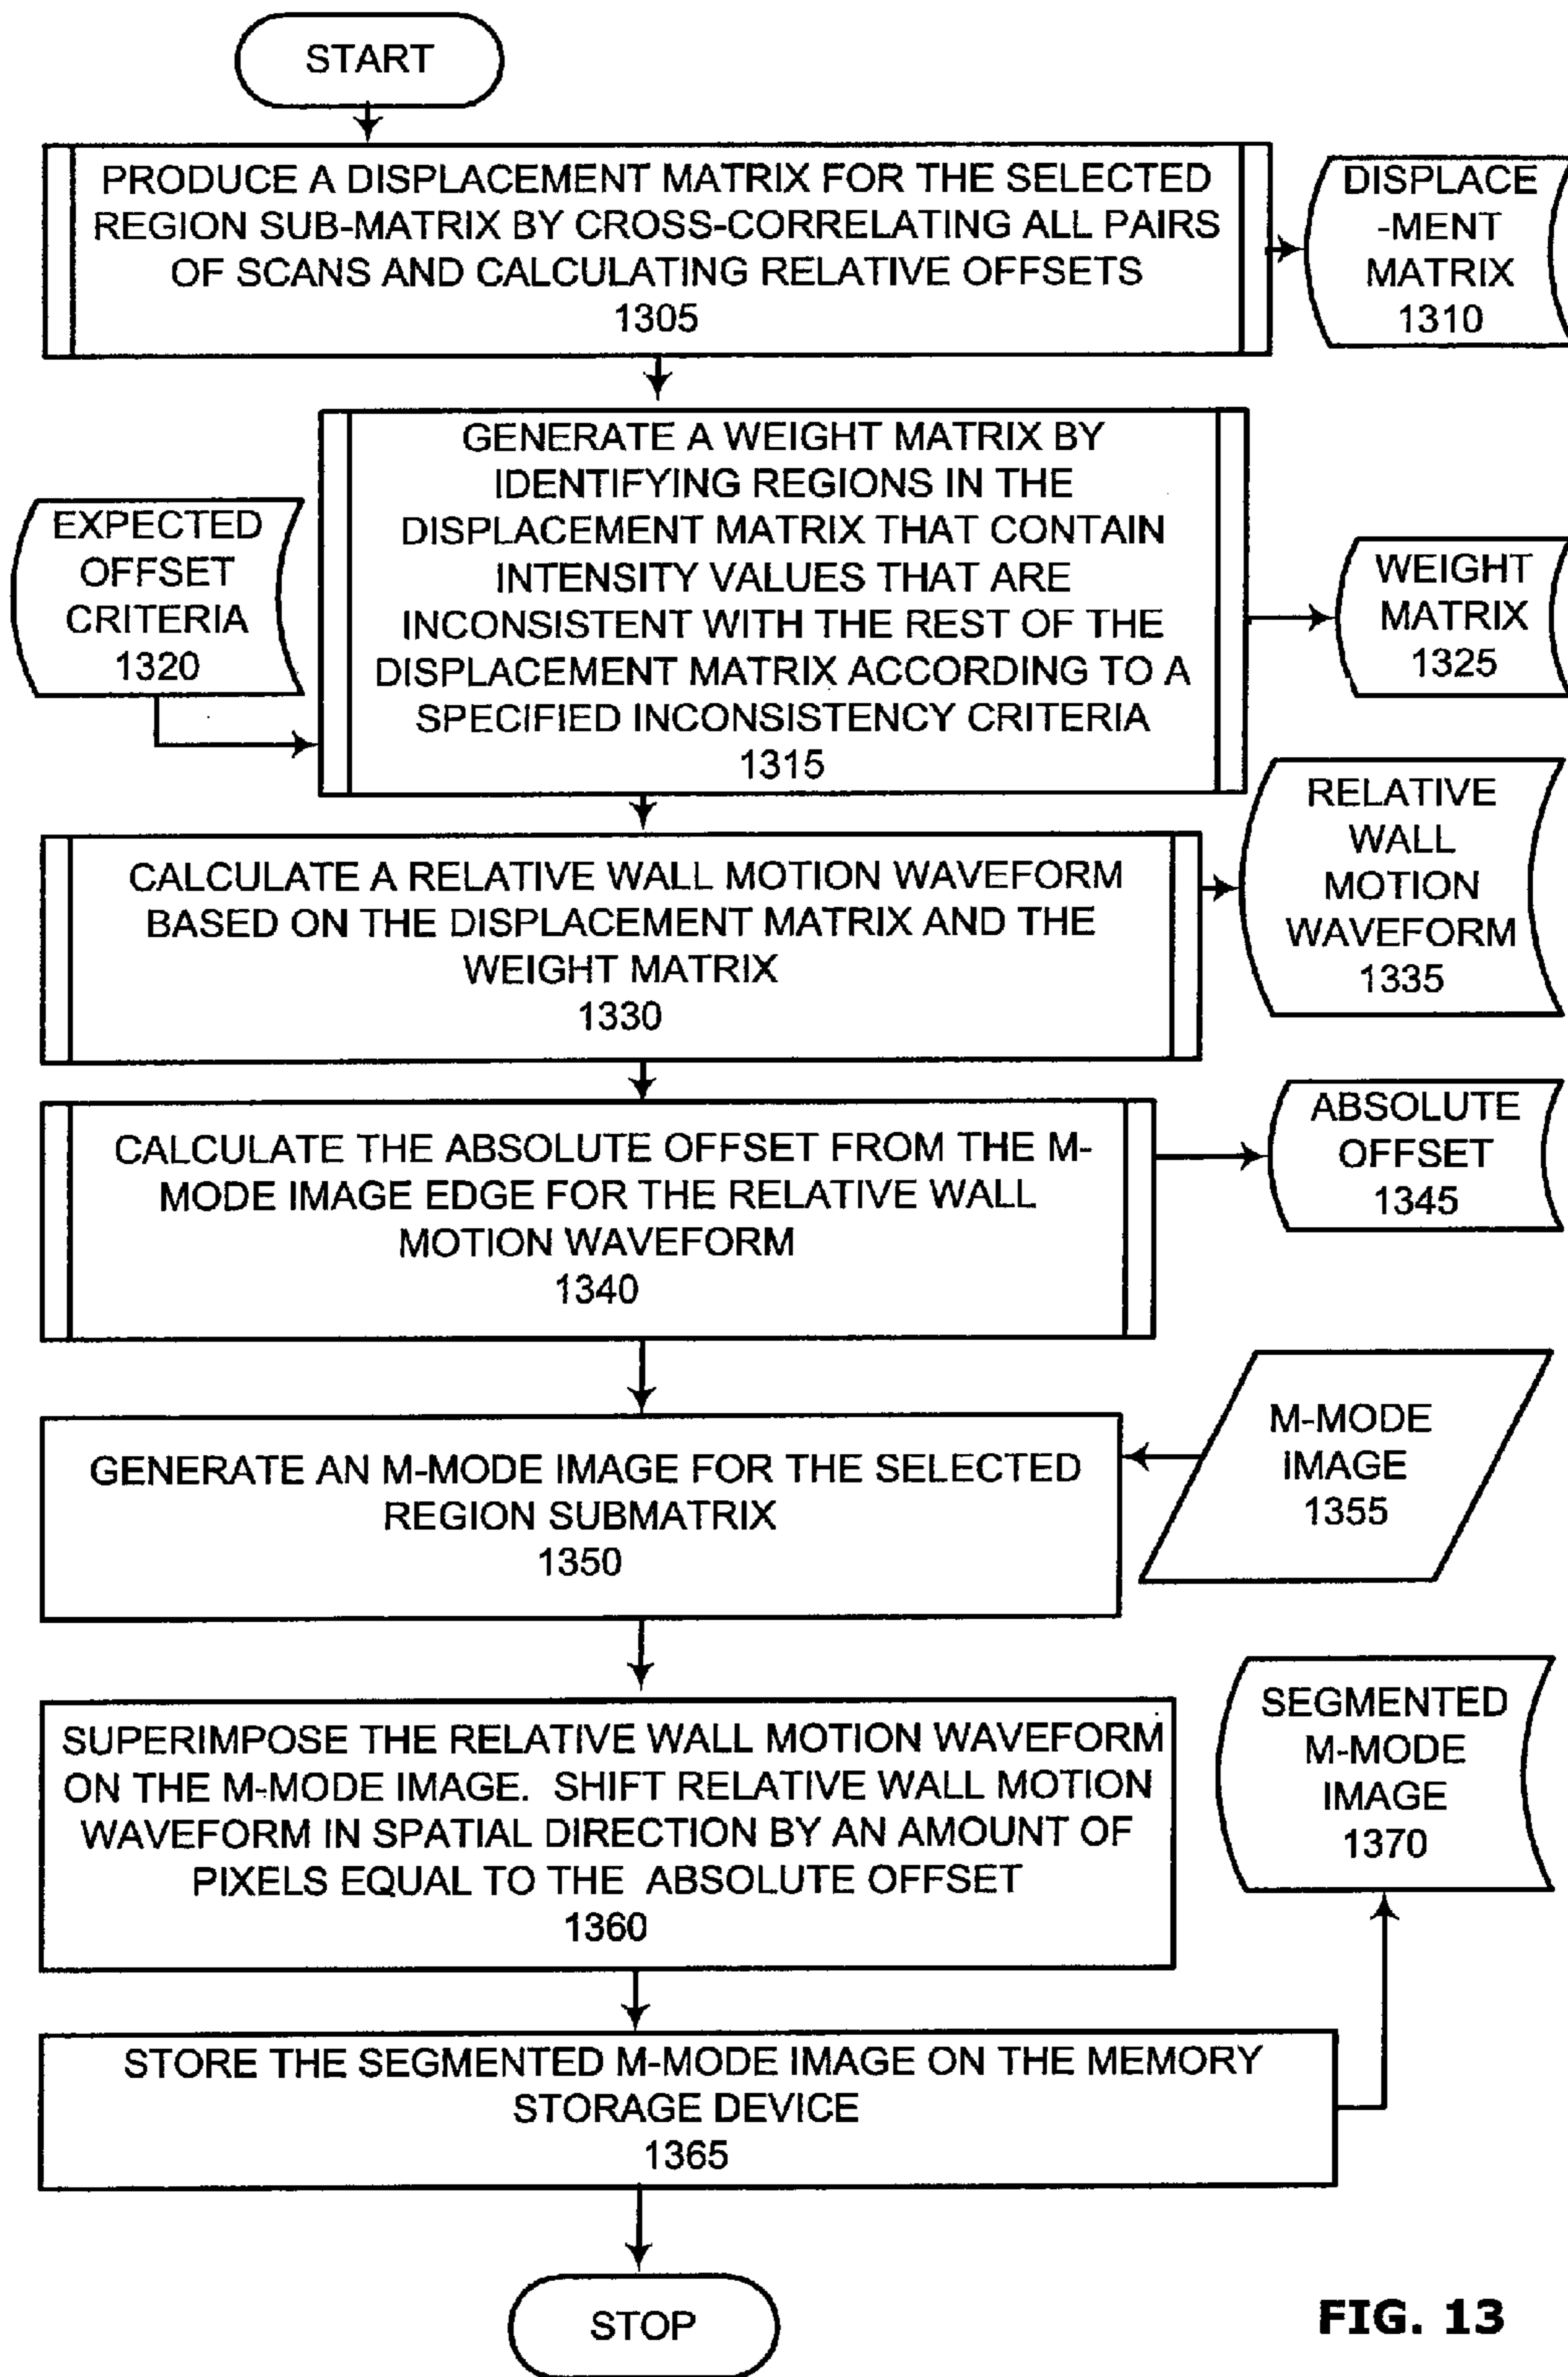 START
PRODUCE A DISPLACEMENT MATRIX FOR THE SELECTED
REGION SUB-MATRIX BY CROSS-CORRELATING ALL PAIRS
OF SCANS AND CALCULATING RELATIVE OFFSETS
1305
DISPLACE
-MENT
MATRIX
1310
GENERATE A WEIGHT MATRIX BY
IDENTIFYING REGIONS IN THE
DISPLACEMENT MATRIX THAT CONTAIN
INTENSITY VALUES THAT ARE
INCONSISTENT WITH THE REST OF THE
DISPLACEMENT MATRIX ACCORDING TO A
SPECIFIED INCONSISTENCY CRITERIA
1315
EXPECTED
OFFSET
CRITERIA
1320
WEIGHT
MATRIX
1325
CALCULATE A RELATIVE WALL MOTION WAVEFORM
BASED ON THE DISPLACEMENT MATRIX AND THE
WEIGHT MATRIX
1330
RELATIVE
WALL
MOTION
WAVEFORM
1335
CALCULATE THE ABSOLUTE OFFSET FROM THE M-
MODE IMAGE EDGE FOR THE RELATIVE WALL
MOTION WAVEFORM
1340
ABSOLUTE
OFFSET
1345
GENERATE AN M-MODE IMAGE FOR THE SELECTED
REGION SUBMATRIX
1350
M-MODE
IMAGE
1355
SUPERIMPOSE THE RELATIVE WALL MOTION WAVEFORM
ON THE M-MODE IMAGE. SHIFT RELATIVE WALL MOTION
WAVEFORM IN SPATIAL DIRECTION BY AN AMOUNT OF
PIXELS EQUAL TO THE ABSOLUTE OFFSET
1360
SEGMENTED
M-MODE
IMAGE
1370
STORE THE SEGMENTED M-MODE IMAGE ON THE MEMORY
STORAGE DEVICE
1365
STOP
FIG. 13